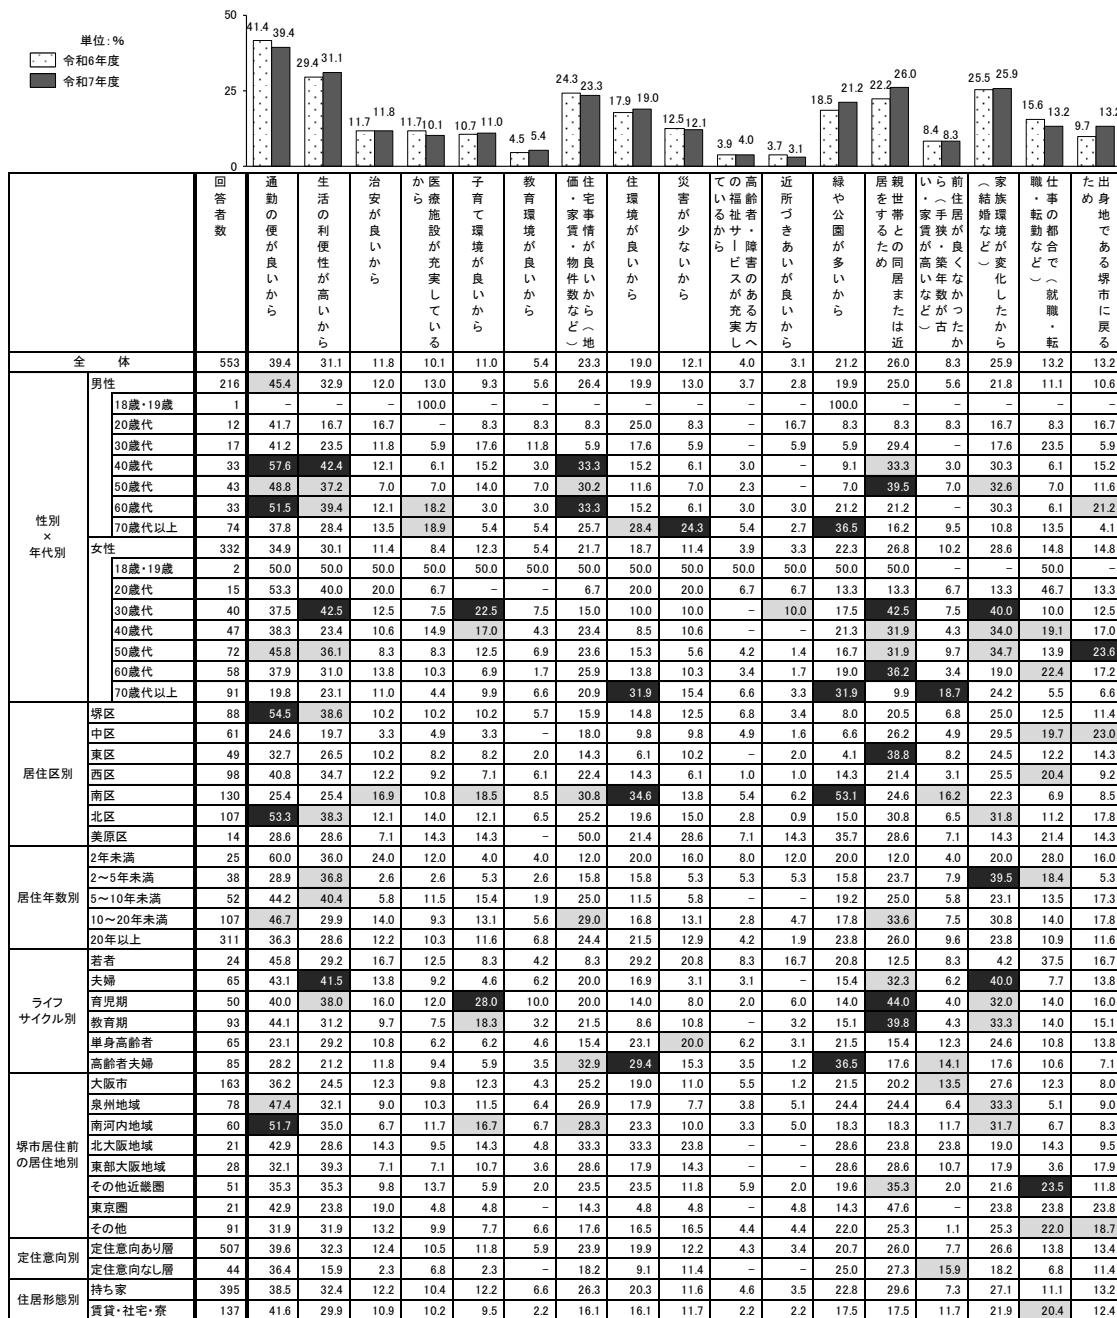 単位:%
令和6年度
令和7年度
50
25
0
41.4 39.4
29.4 31.1
11.7 11.8
11.7 10.1
10.7 11.0
4.5 5.4
24.3 23.3
17.9 19.0
12.5 12.1
3.9 4.0
3.7 3.1
18.5 21.2
22.2 26.0
8.4 8.3
25.5 25.9
15.6 13.2
9.7 13.2
回答者数
通勤の便が良いから
生活の利便性が高いから
治安が良いから
医療施設が充実しているから
子育て環境が良いから
教育環境が良いから
住宅事情が良いから(地価・家賃・物件数など)
住環境が良いから
災害が少ないから
高齢者・障害のある方への福祉サービスが充実しているから
近所づきあいが良いから
緑や公園が多いから
親世帯との同居または近居をするため
前住居が良くなかったから(手狭・築年数が古い・家賃が高いなど)
家族環境が変化したから(結婚など)
仕事の都合で(就職・転職・転勤など)
出身地である堺市に戻るため
全 体 553 39.4 31.1 11.8 10.1 11.0 5.4 23.3 19.0 12.1 4.0 3.1 21.2 26.0 8.3 25.9 13.2 13.2
性別×年代別
男性 216 45.4 32.9 12.0 13.0 9.3 5.6 26.4 19.9 13.0 3.7 2.8 19.9 25.0 5.6 21.8 11.1 10.6
18歳・19歳 1 – – – 100.0 – – – – – – – 100.0 – – – – –
20歳代 12 41.7 16.7 16.7 – 8.3 8.3 8.3 25.0 8.3 – 16.7 8.3 8.3 8.3 16.7 8.3 16.7
30歳代 17 41.2 23.5 11.8 5.9 17.6 11.8 5.9 17.6 5.9 – 5.9 5.9 29.4 – 17.6 23.5 5.9
40歳代 33 57.6 42.4 12.1 6.1 15.2 3.0 33.3 15.2 6.1 3.0 – 9.1 33.3 3.0 30.3 6.1 15.2
50歳代 43 48.8 37.2 7.0 7.0 14.0 7.0 30.2 11.6 7.0 2.3 – 7.0 39.5 7.0 32.6 7.0 11.6
60歳代 33 51.5 39.4 12.1 18.2 3.0 3.0 33.3 15.2 6.1 3.0 3.0 21.2 21.2 – 30.3 6.1 21.2
70歳代以上 74 37.8 28.4 13.5 18.9 5.4 5.4 25.7 28.4 24.3 5.4 2.7 36.5 16.2 9.5 10.8 13.5 4.1
女性 332 34.9 30.1 11.4 8.4 12.3 5.4 21.7 18.7 11.4 3.9 3.3 22.3 26.8 10.2 28.6 14.8 14.8
18歳・19歳 2 50.0 50.0 50.0 50.0 50.0 50.0 50.0 50.0 50.0 50.0 50.0 50.0 50.0 – – 50.0 –
20歳代 15 53.3 40.0 20.0 6.7 – – 6.7 20.0 20.0 6.7 6.7 13.3 13.3 6.7 13.3 46.7 13.3
30歳代 40 37.5 42.5 12.5 7.5 22.5 7.5 15.0 10.0 10.0 – 10.0 17.5 42.5 7.5 40.0 10.0 12.5
40歳代 47 38.3 23.4 10.6 14.9 17.0 4.3 23.4 8.5 10.6 – – 21.3 31.9 4.3 34.0 19.1 17.0
50歳代 72 45.8 36.1 8.3 8.3 12.5 6.9 23.6 15.3 5.6 4.2 1.4 16.7 31.9 9.7 34.7 13.9 23.6
60歳代 58 37.9 31.0 13.8 10.3 6.9 1.7 25.9 13.8 10.3 3.4 1.7 19.0 36.2 3.4 19.0 22.4 17.2
70歳代以上 91 19.8 23.1 11.0 4.4 9.9 6.6 20.9 31.9 15.4 6.6 3.3 31.9 9.9 18.7 24.2 5.5 6.6
居住区別
堺区 88 54.5 38.6 10.2 10.2 10.2 5.7 15.9 14.8 12.5 6.8 3.4 8.0 20.5 6.8 25.0 12.5 11.4
中区 61 24.6 19.7 3.3 4.9 3.3 – 18.0 9.8 9.8 4.9 1.6 6.6 26.2 4.9 29.5 19.7 23.0
東区 49 32.7 26.5 10.2 8.2 8.2 2.0 14.3 6.1 10.2 – 2.0 4.1 38.8 8.2 24.5 12.2 14.3
西区 98 40.8 34.7 12.2 9.2 7.1 6.1 22.4 14.3 6.1 1.0 1.0 14.3 21.4 3.1 25.5 20.4 9.2
南区 130 25.4 25.4 16.9 10.8 18.5 8.5 30.8 34.6 13.8 5.4 6.2 53.1 24.6 16.2 22.3 6.9 8.5
北区 107 53.3 38.3 12.1 14.0 12.1 6.5 25.2 19.6 15.0 2.8 0.9 15.0 30.8 6.5 31.8 11.2 17.8
美原区 14 28.6 28.6 7.1 14.3 14.3 – 50.0 21.4 28.6 7.1 14.3 35.7 28.6 7.1 14.3 21.4 14.3
居住年数別
2年未満 25 60.0 36.0 24.0 12.0 4.0 4.0 12.0 20.0 16.0 8.0 12.0 20.0 12.0 4.0 20.0 28.0 16.0
2~5年未満 38 28.9 36.8 2.6 2.6 5.3 2.6 15.8 15.8 5.3 5.3 5.3 15.8 23.7 7.9 39.5 18.4 5.3
5~10年未満 52 44.2 40.4 5.8 11.5 15.4 1.9 25.0 11.5 5.8 – – 19.2 25.0 5.8 23.1 13.5 17.3
10~20年未満 107 46.7 29.9 14.0 9.3 13.1 5.6 29.0 16.8 13.1 2.8 4.7 17.8 33.6 7.5 30.8 14.0 17.8
20年以上 311 36.3 28.6 12.2 10.3 11.6 6.8 24.4 21.5 12.9 4.2 1.9 23.8 26.0 9.6 23.8 10.9 11.6
ライフサイクル別
若者 24 45.8 29.2 16.7 12.5 8.3 4.2 8.3 29.2 20.8 8.3 16.7 20.8 12.5 8.3 4.2 37.5 16.7
夫婦 65 43.1 41.5 13.8 9.2 4.6 6.2 20.0 16.9 3.1 3.1 – 15.4 32.3 6.2 40.0 7.7 13.8
育児期 50 40.0 38.0 16.0 12.0 28.0 10.0 20.0 14.0 8.0 2.0 6.0 14.0 44.0 4.0 32.0 14.0 16.0
教育期 93 44.1 31.2 9.7 7.5 18.3 3.2 21.5 8.6 10.8 – 3.2 15.1 39.8 4.3 33.3 14.0 15.1
単身高齢者 65 23.1 29.2 10.8 6.2 6.2 4.6 15.4 23.1 20.0 6.2 3.1 21.5 15.4 12.3 24.6 10.8 13.8
高齢者夫婦 85 28.2 21.2 11.8 9.4 5.9 3.5 32.9 29.4 15.3 3.5 1.2 36.5 17.6 14.1 17.6 10.6 7.1
堺市居住前の居住地別
大阪市 163 36.2 24.5 12.3 9.8 12.3 4.3 25.2 19.0 11.0 5.5 1.2 21.5 20.2 13.5 27.6 12.3 8.0
泉州地域 78 47.4 32.1 9.0 10.3 11.5 6.4 26.9 17.9 7.7 3.8 5.1 24.4 24.4 6.4 33.3 5.1 9.0
南河内地域 60 51.7 35.0 6.7 11.7 16.7 6.7 28.3 23.3 10.0 3.3 5.0 18.3 18.3 11.7 31.7 6.7 8.3
北大阪地域 21 42.9 28.6 14.3 9.5 14.3 4.8 33.3 33.3 23.8 – – 28.6 23.8 23.8 19.0 14.3 9.5
東部大阪地域 28 32.1 39.3 7.1 7.1 10.7 3.6 28.6 17.9 14.3 – – 28.6 28.6 10.7 17.9 3.6 17.9
その他近畿圏 51 35.3 35.3 9.8 13.7 5.9 2.0 23.5 23.5 11.8 5.9 2.0 19.6 35.3 2.0 21.6 23.5 11.8
東京圏 21 42.9 23.8 19.0 4.8 4.8 – 14.3 4.8 4.8 – 4.8 14.3 47.6 – 23.8 23.8 23.8
その他 91 31.9 31.9 13.2 9.9 7.7 6.6 17.6 16.5 16.5 4.4 4.4 22.0 25.3 1.1 25.3 22.0 18.7
定住意向別
定住意向あり層 507 39.6 32.3 12.4 10.5 11.8 5.9 23.9 19.9 12.2 4.3 3.4 20.7 26.0 7.7 26.6 13.8 13.4
定住意向なし層 44 36.4 15.9 2.3 6.8 2.3 – 18.2 9.1 11.4 – – 25.0 27.3 15.9 18.2 6.8 11.4
住居形態別
持ち家 395 38.5 32.4 12.2 10.4 12.2 6.6 26.3 20.3 11.6 4.6 3.5 22.8 29.6 7.3 27.1 11.1 13.2
賃貸・社宅・寮 137 41.6 29.9 10.9 10.2 9.5 2.2 16.1 16.1 11.7 2.2 2.2 17.5 17.5 11.7 21.9 20.4 12.4